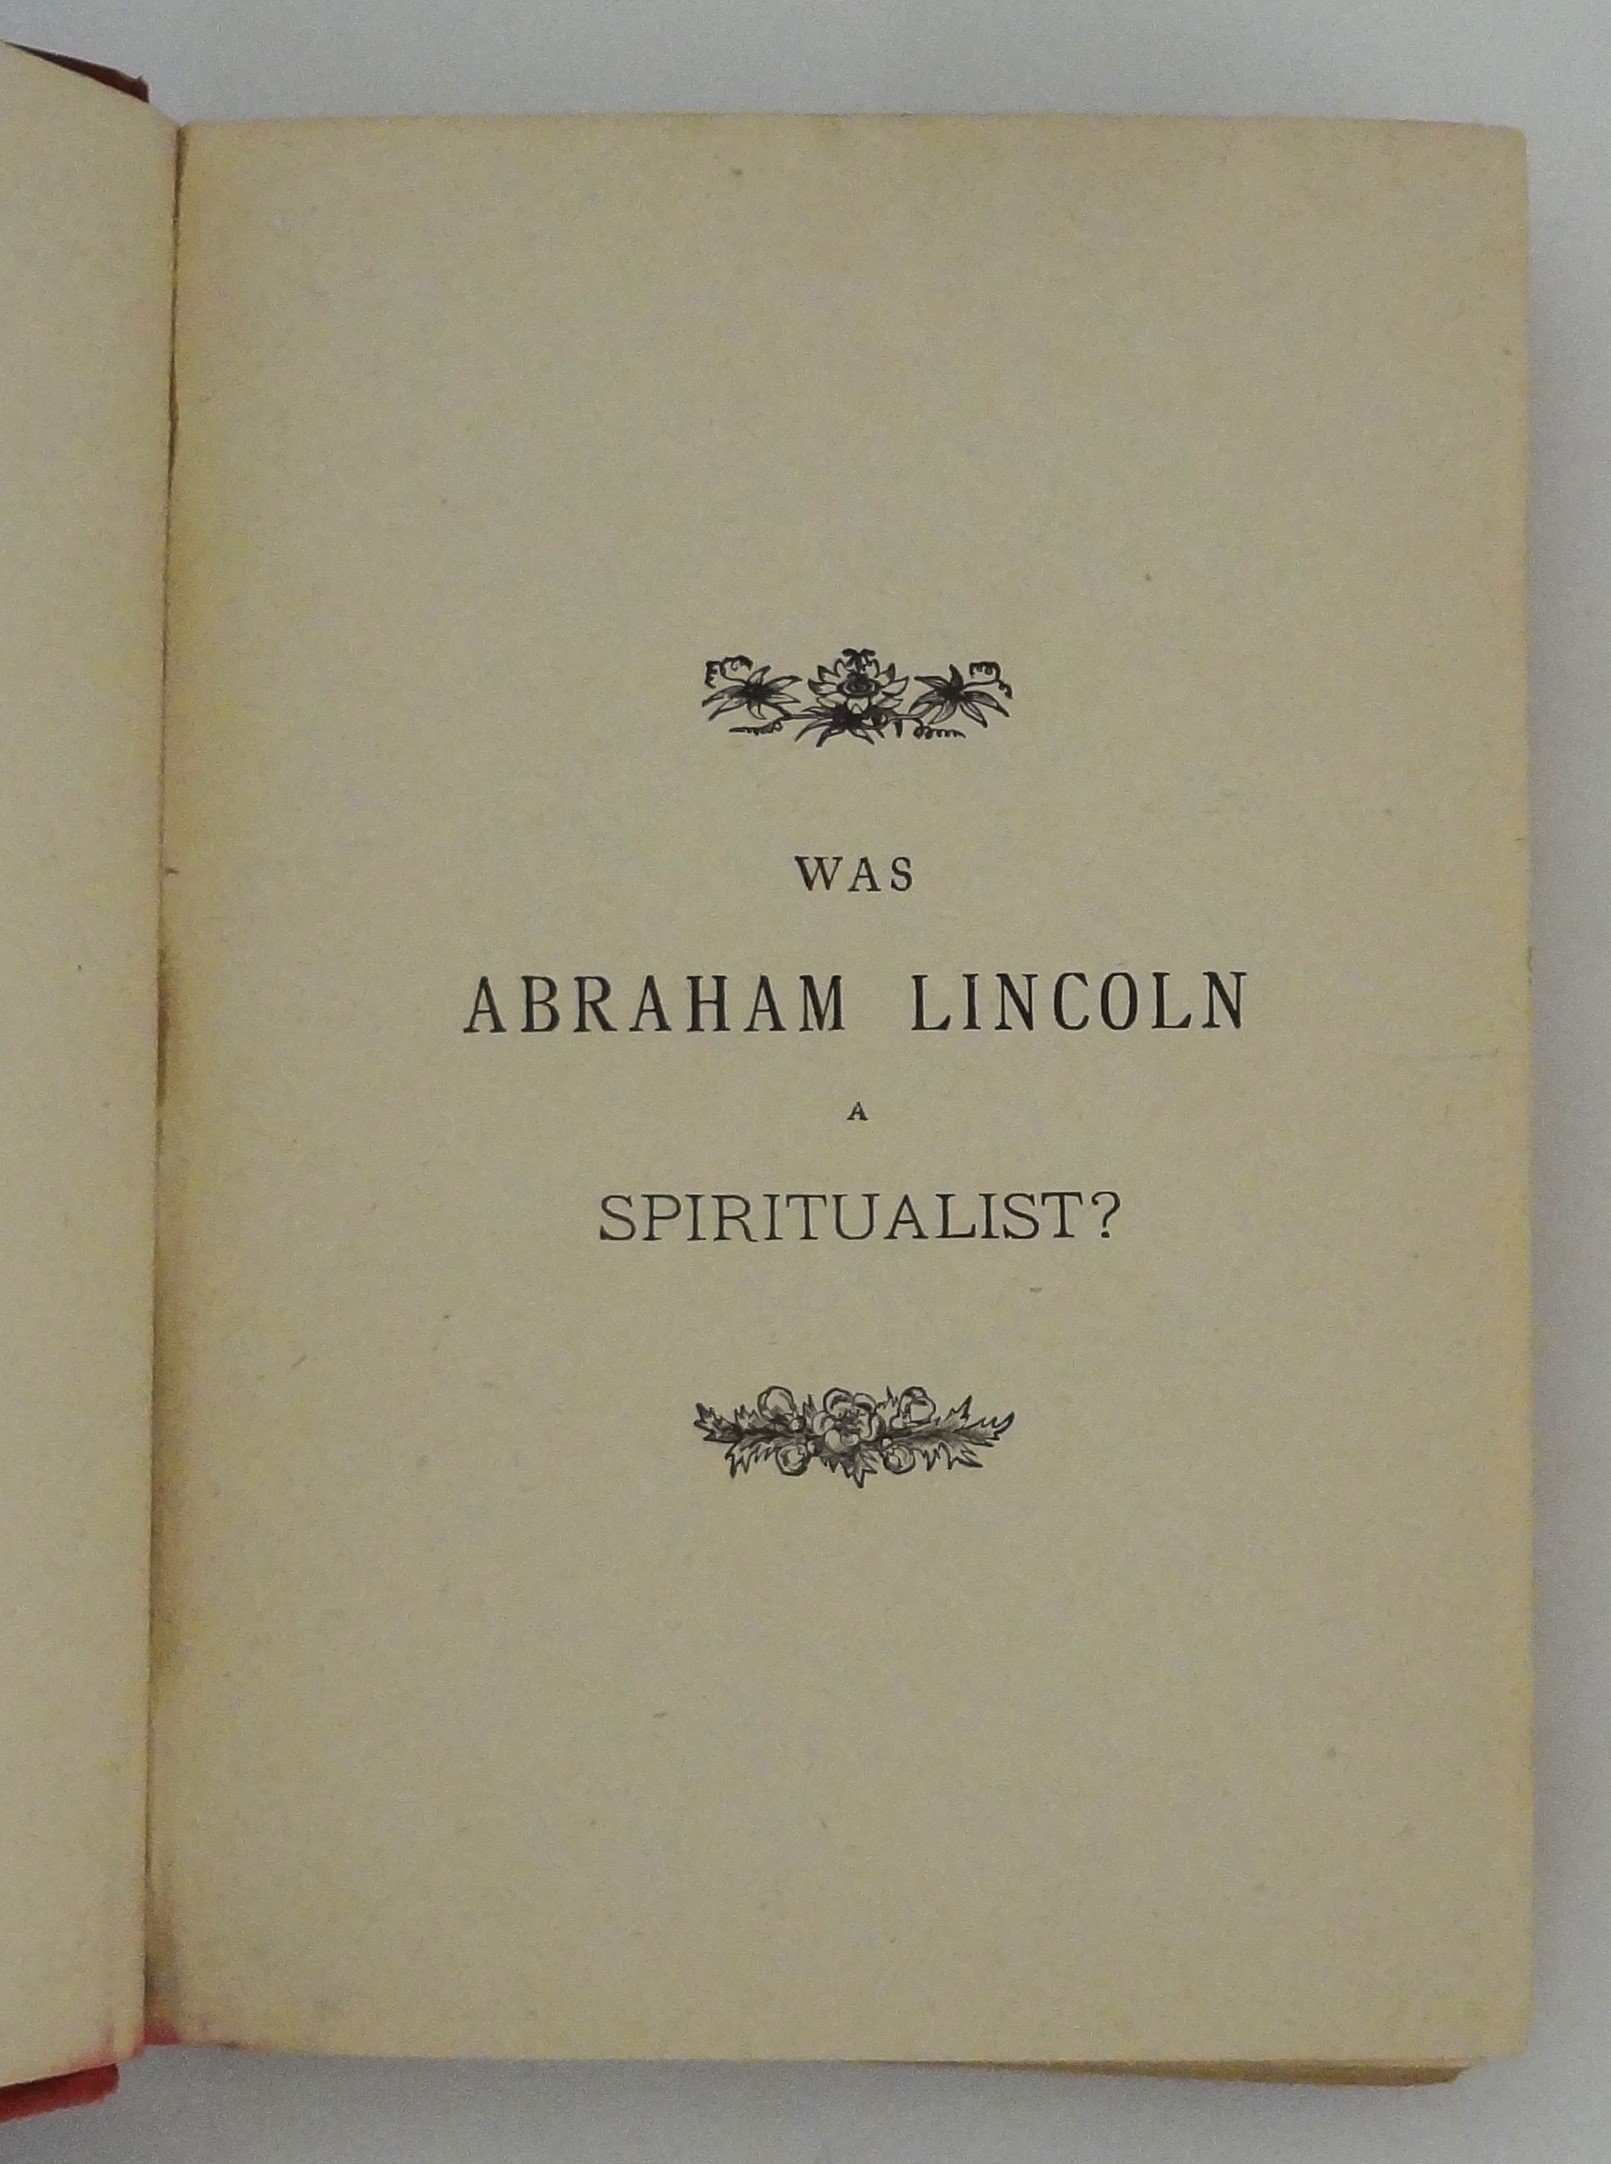 WAS
ABRAHAM LINCOLN
A
SPIRITUALIST?